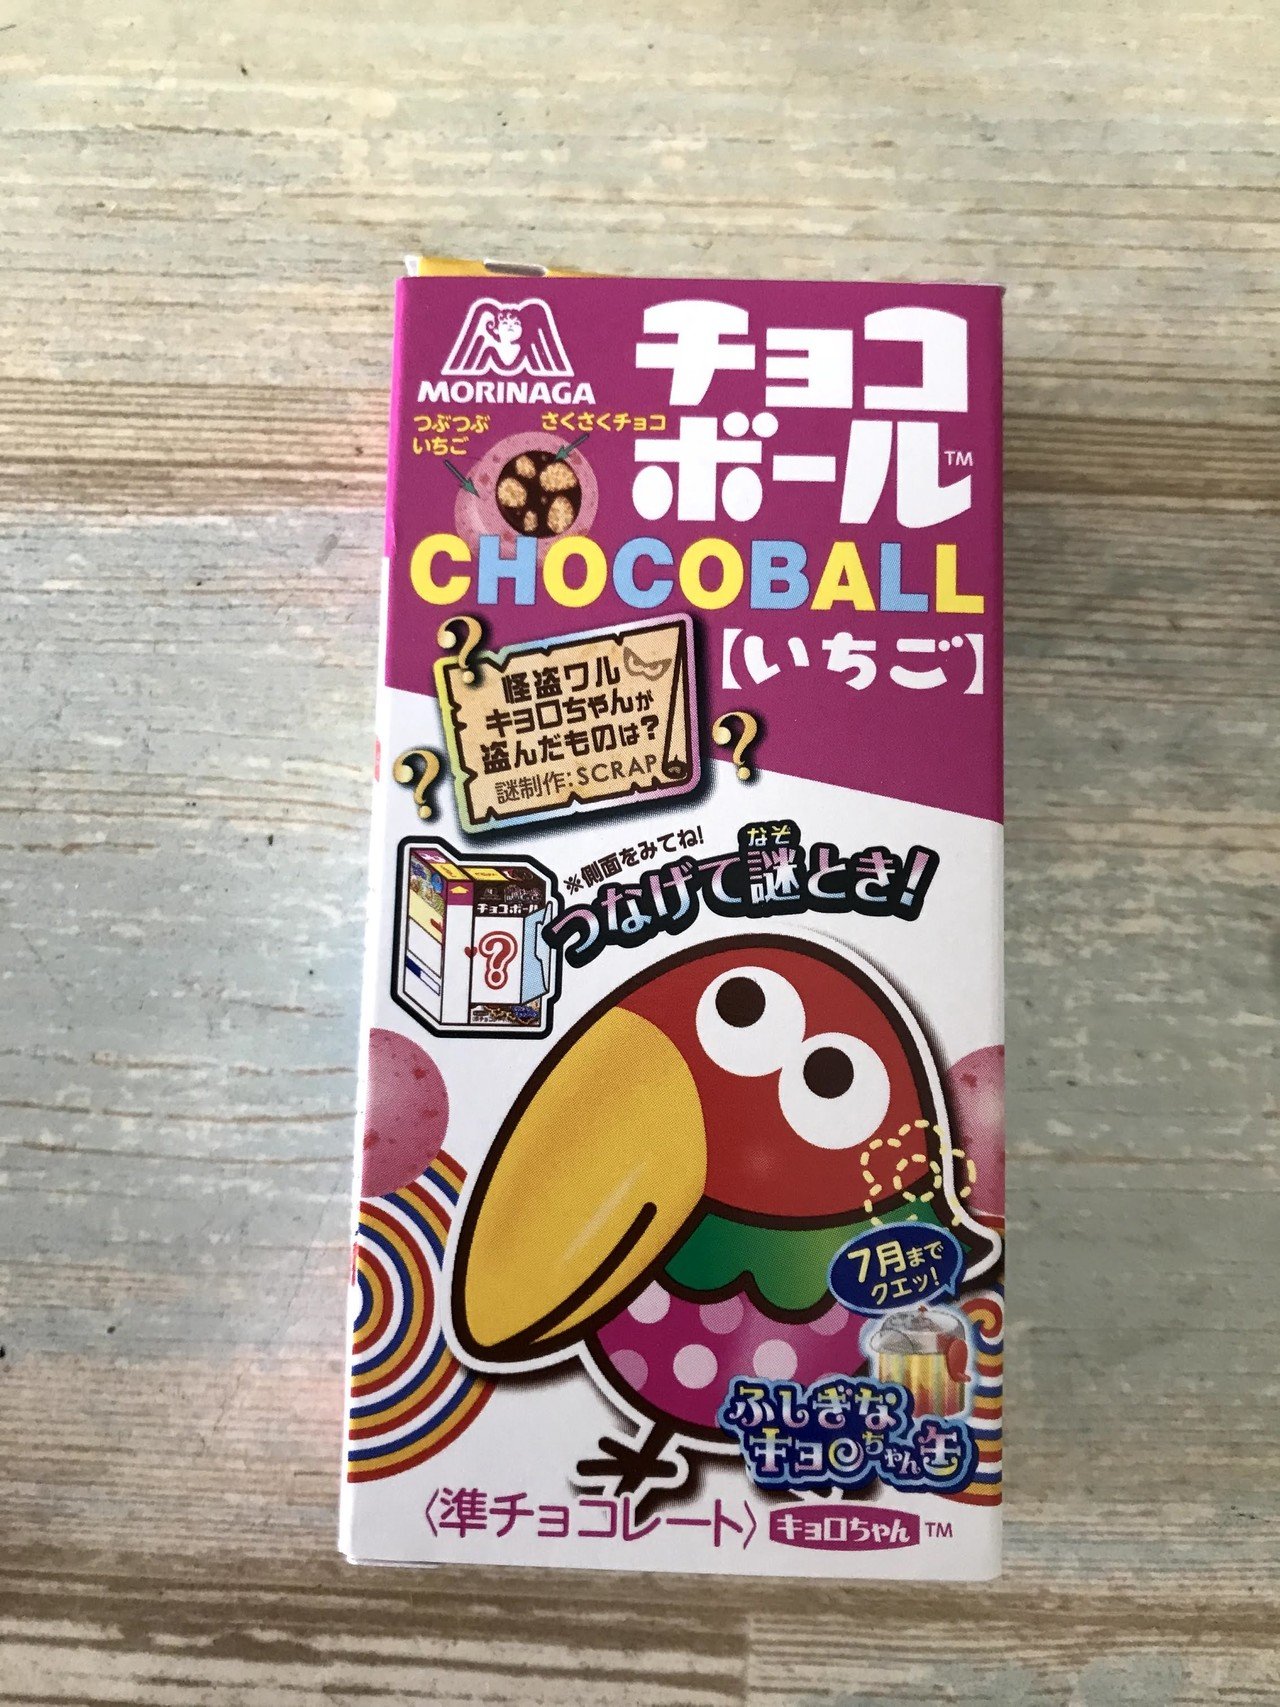 MORINAGA
チョコ
ボール™
つぶつぶ
いちご
さくさくチョコ
CHOCOBALL
【いちご】
怪盗ワル
キョロちゃんが
盗んだものは?
謎制作:SCRAP
※側面をみてね!
なぞ
つなげて謎とき!
チョコボール
?
7月まで
クエッ!
ふしぎな
キョロちゃん缶
〈準チョコレート〉 キョロちゃん™